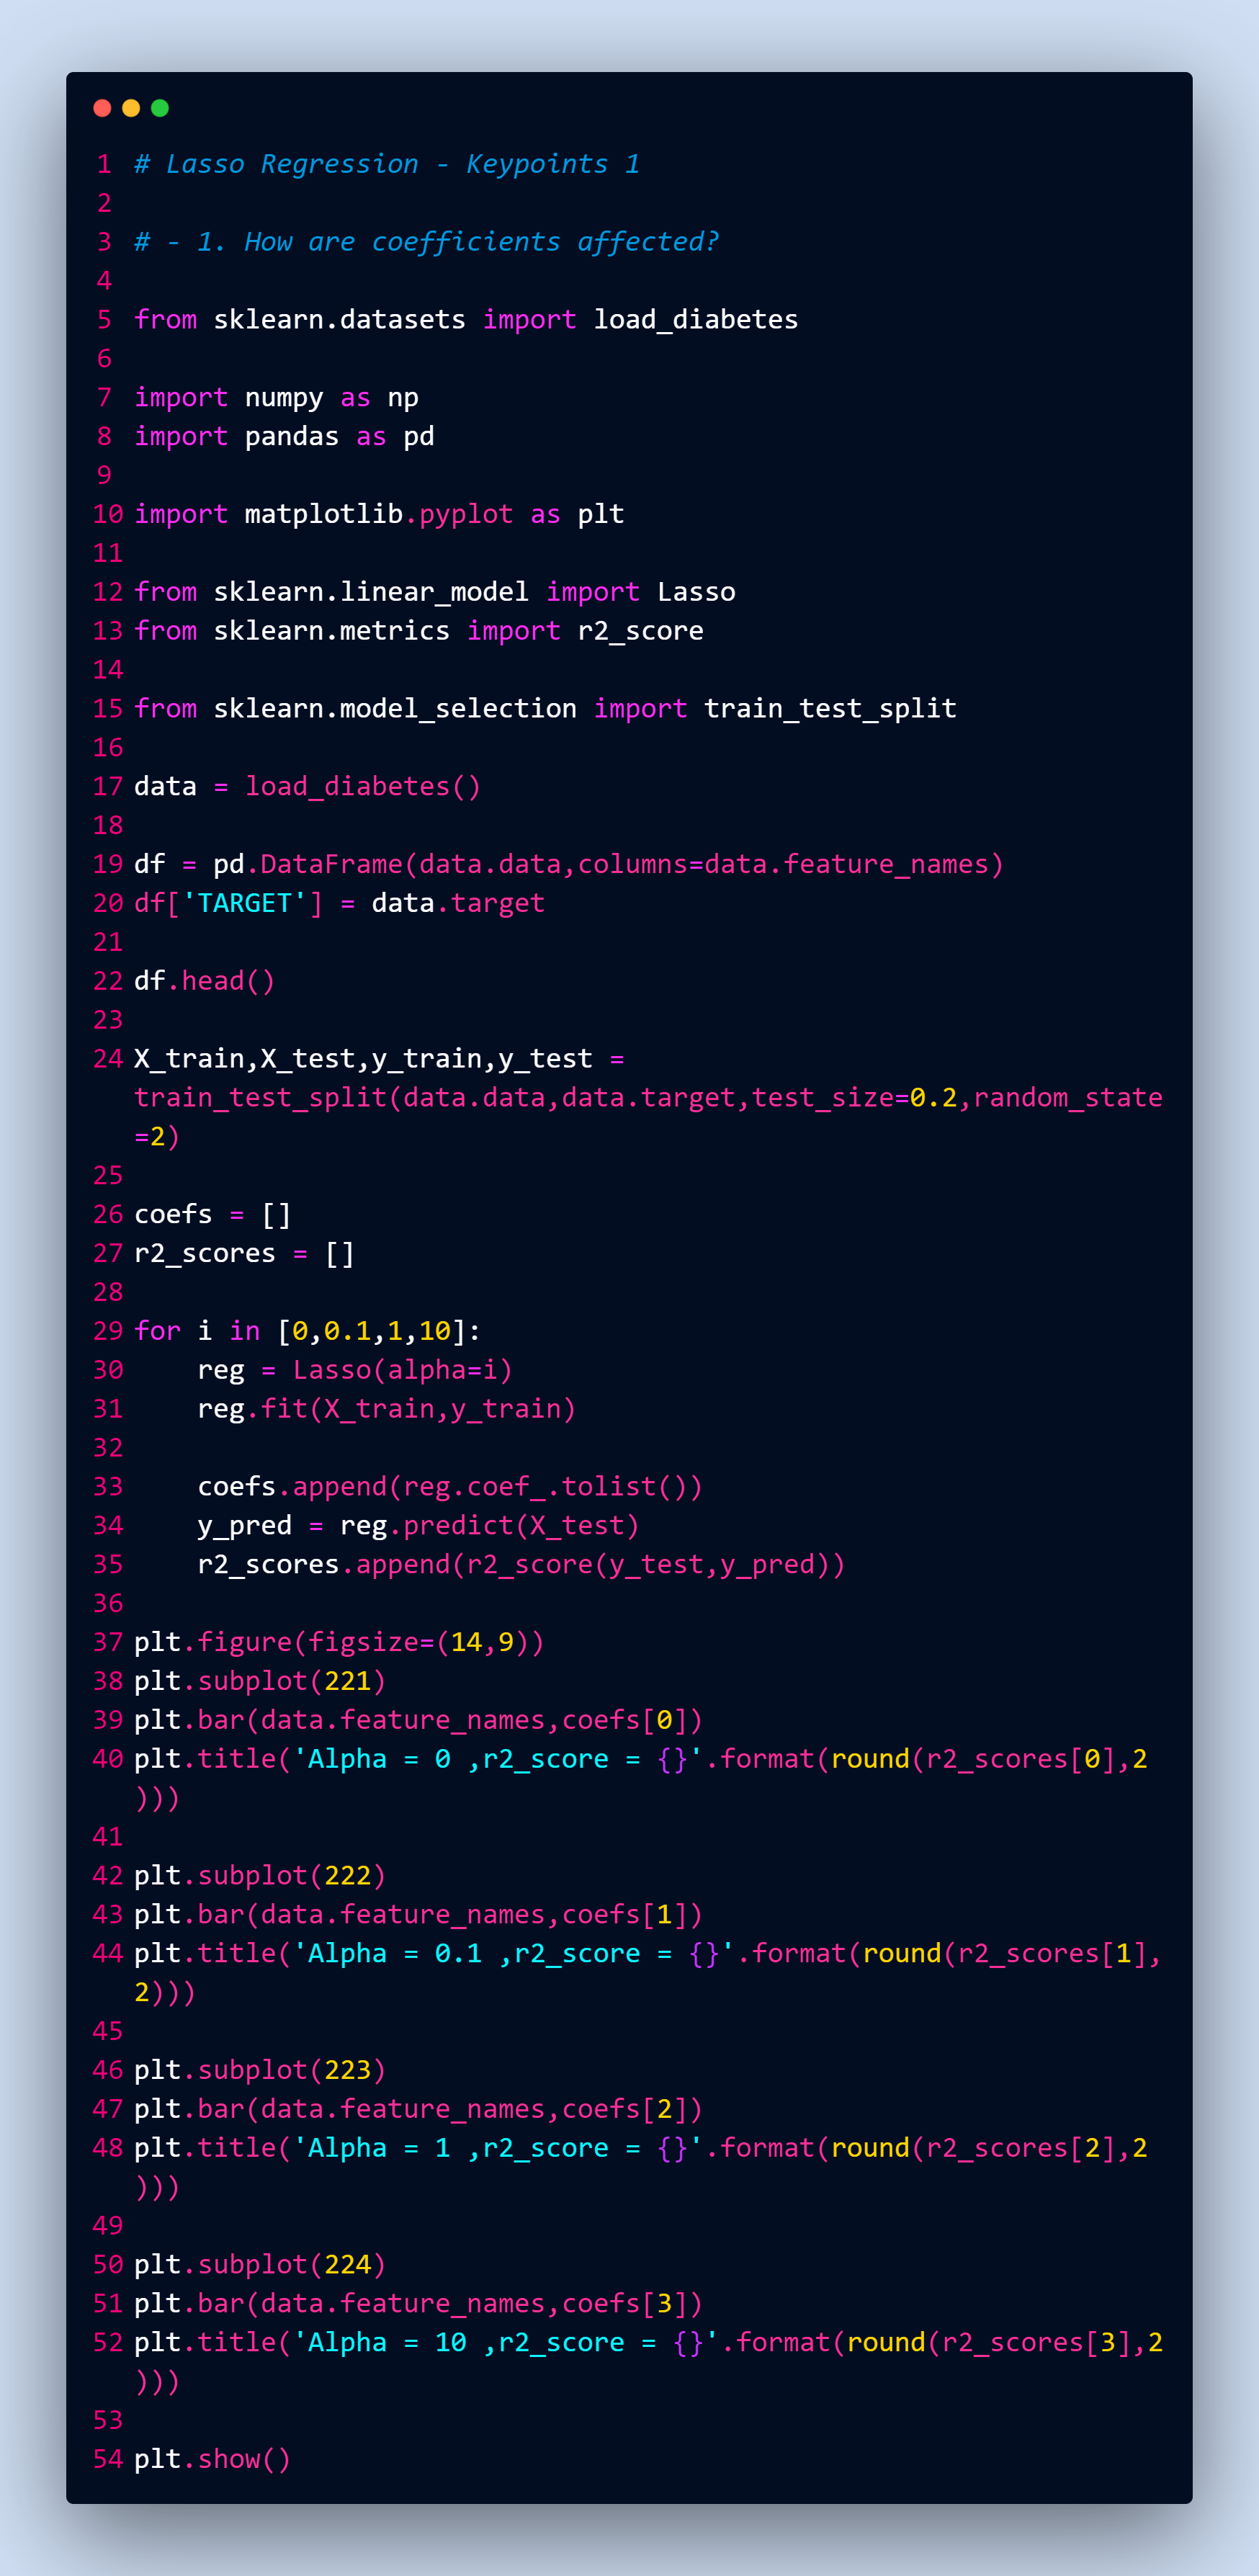 1 # Lasso Regression - Keypoints 1
2
3 # - 1. How are coefficients affected?
4
5 from sklearn.datasets import load_diabetes
6
7 import numpy as np
8 import pandas as pd
9
10 import matplotlib.pyplot as plt
11
12 from sklearn.linear_model import Lasso
13 from sklearn.metrics import r2_score
14
15 from sklearn.model_selection import train_test_split
16
17 data = load_diabetes()
18
19 df = pd.DataFrame(data.data,columns=data.feature_names)
20 df['TARGET'] = data.target
21
22 df.head()
23
24 X_train,X_test,y_train,y_test =
train_test_split(data.data,data.target,test_size=0.2,random_state
=2)
25
26 coefs = []
27 r2_scores = []
28
29 for i in [0,0.1,1,10]:
30     reg = Lasso(alpha=i)
31     reg.fit(X_train,y_train)
32
33     coefs.append(reg.coef_.tolist())
34     y_pred = reg.predict(X_test)
35     r2_scores.append(r2_score(y_test,y_pred))
36
37 plt.figure(figsize=(14,9))
38 plt.subplot(221)
39 plt.bar(data.feature_names,coefs[0])
40 plt.title('Alpha = 0 ,r2_score = {}'.format(round(r2_scores[0],2
)))
41
42 plt.subplot(222)
43 plt.bar(data.feature_names,coefs[1])
44 plt.title('Alpha = 0.1 ,r2_score = {}'.format(round(r2_scores[1],
2)))
45
46 plt.subplot(223)
47 plt.bar(data.feature_names,coefs[2])
48 plt.title('Alpha = 1 ,r2_score = {}'.format(round(r2_scores[2],2
)))
49
50 plt.subplot(224)
51 plt.bar(data.feature_names,coefs[3])
52 plt.title('Alpha = 10 ,r2_score = {}'.format(round(r2_scores[3],2
)))
53
54 plt.show()